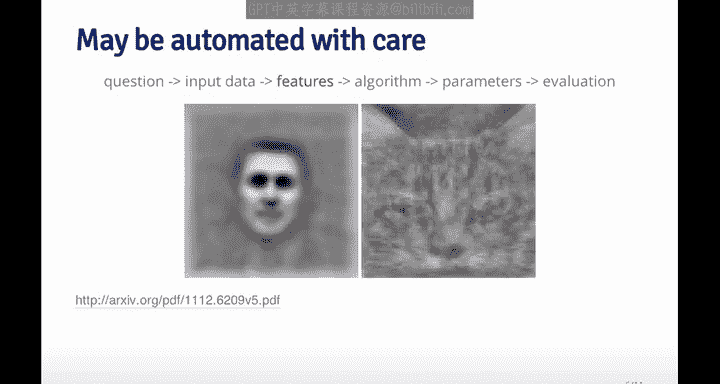 GPT中英字幕课程资源@bilibili.com
May be automated with care
question -> input data -> features -> algorithm -> parameters -> evaluation
http://arxiv.org/pdf/1112.6209v5.pdf